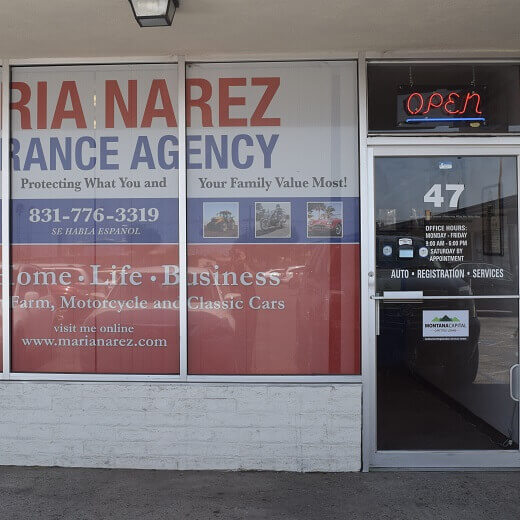 RIA NAREZ
RANCE AGENCY
Protecting What You and Your Family Value Most!
831-776-3319
SE HABLA ESPAÑOL
Home • Life • Business
Farm, Motorcycle and Classic Cars
visit me online
www.marianarez.com
OPEN
47
OFFICE HOURS:
MONDAY - FRIDAY
9:00 AM - 6:00 PM
SATURDAY BY
APPOINTMENT
AUTO • REGISTRATION • SERVICES
MONTANACAPITAL